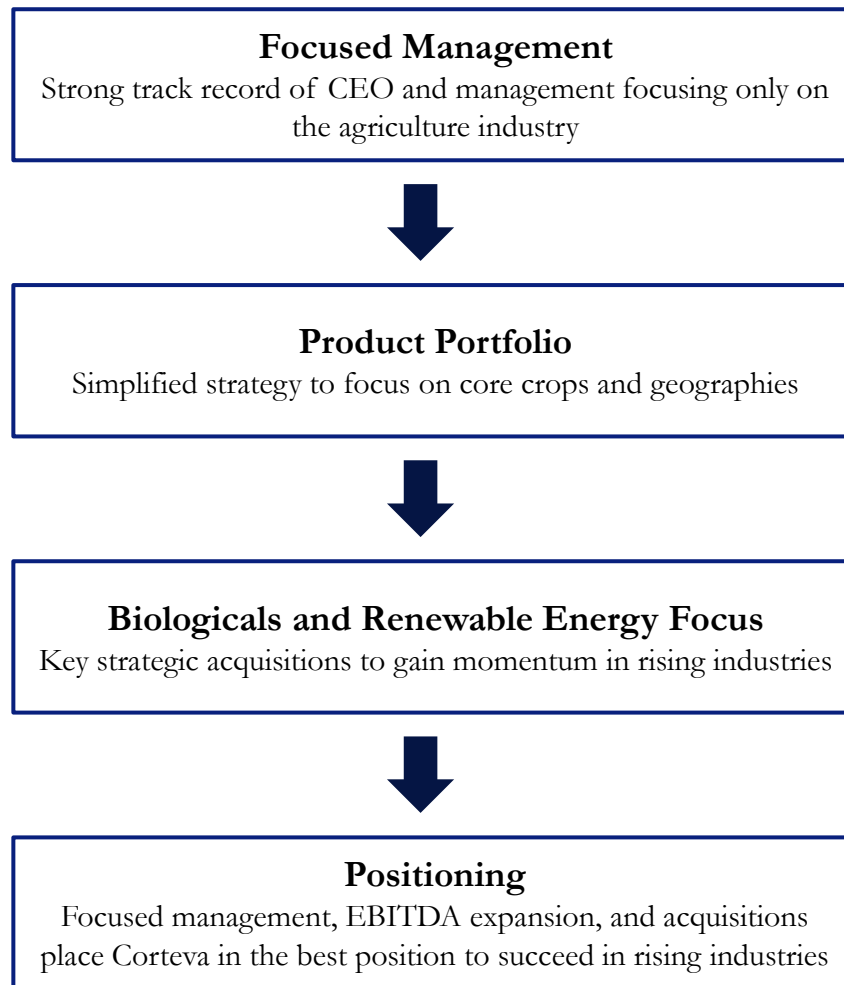 Focused Management
Strong track record of CEO and management focusing only on
the agriculture industry
Product Portfolio
Simplified strategy to focus on core crops and geographies
Biologicals and Renewable Energy Focus
Key strategic acquisitions to gain momentum in rising industries
Positioning
Focused management, EBITDA expansion, and acquisitions
place Corteva in the best position to succeed in rising industries